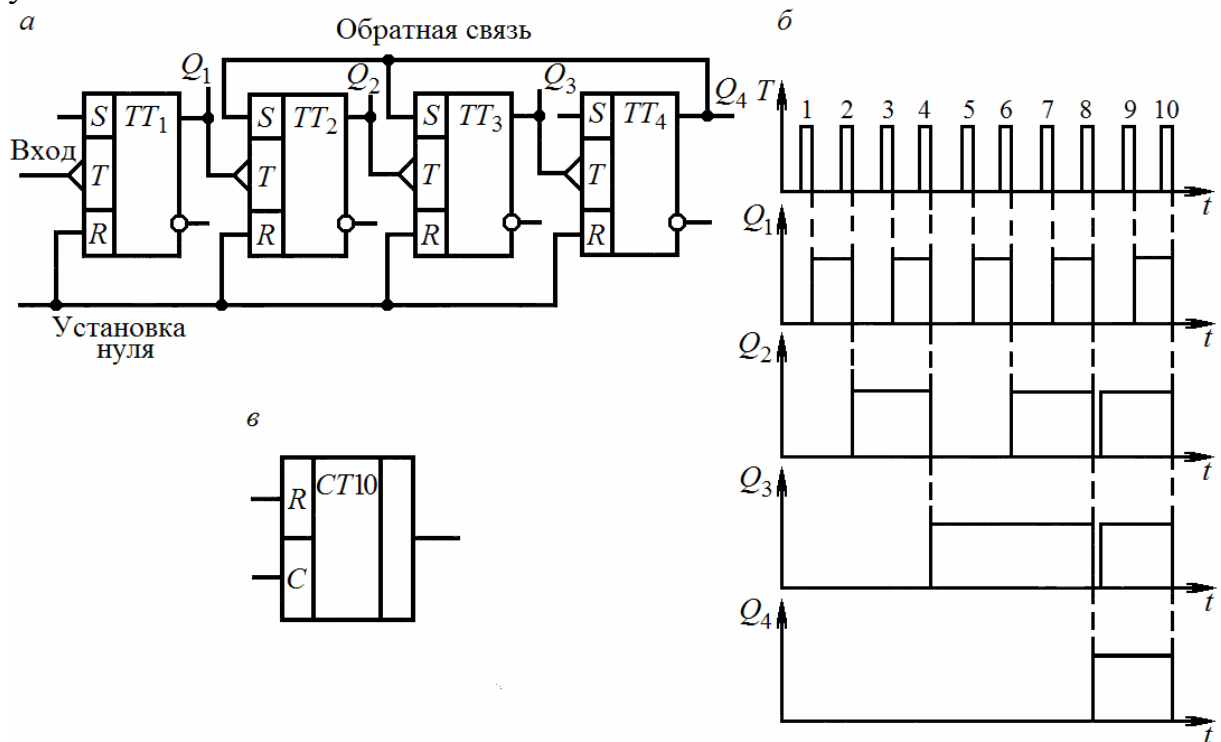 а
Обратная связь
Q1 Q2 Q3 Q4
S TT1 S TT2 S TT3 S TT4
Вход
T T T T
R R R R
Установка
нуля
б
T 1 2 3 4 5 6 7 8 9 10
t
Q1
t
Q2
t
Q3
t
Q4
t
в
R CT10
C